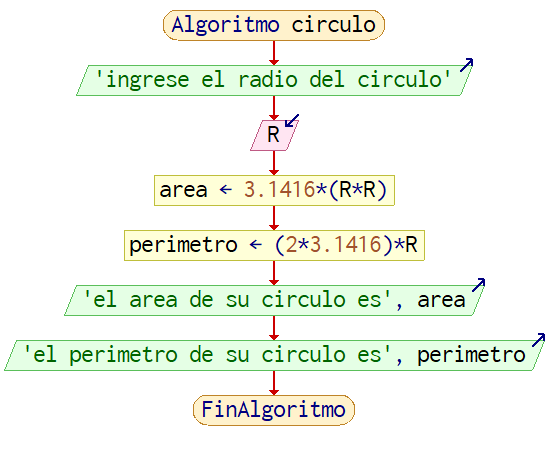 Algoritmo circulo
'ingrese el radio del circulo'
R
area ← 3.1416*(R*R)
perimetro ← (2*3.1416)*R
'el area de su circulo es', area
'el perimetro de su circulo es', perimetro
FinAlgoritmo